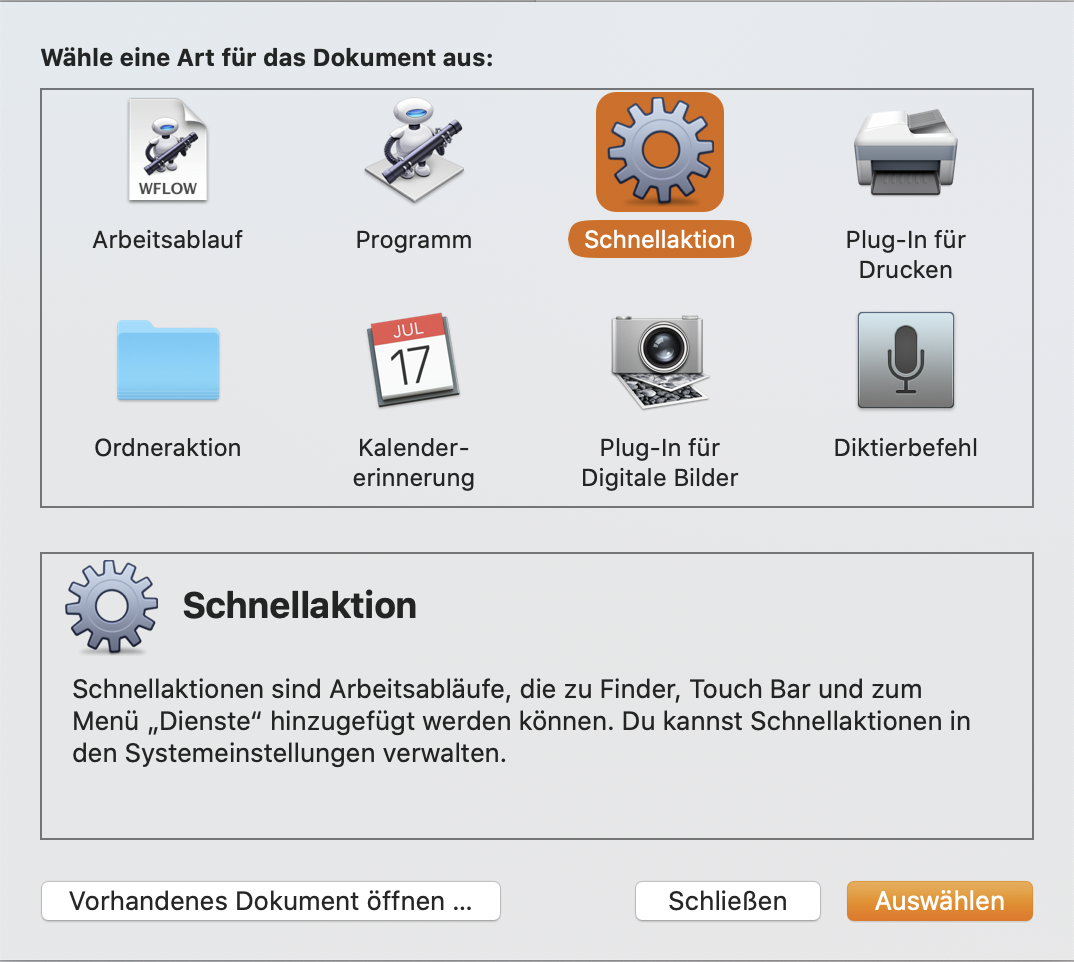 Wähle eine Art für das Dokument aus:
WFLOW
Arbeitsablauf
Programm
Schnellaktion
Plug-In für
Drucken
JUL
17
Ordneraktion
Kalender-
erinnerung
Plug-In für
Digitale Bilder
Diktierbefehl
Schnellaktion
Schnellaktionen sind Arbeitsabläufe, die zu Finder, Touch Bar und zum
Menü „Dienste“ hinzugefügt werden können. Du kannst Schnellaktionen in
den Systemeinstellungen verwalten.
Vorhandenes Dokument öffnen ...
Schließen
Auswählen